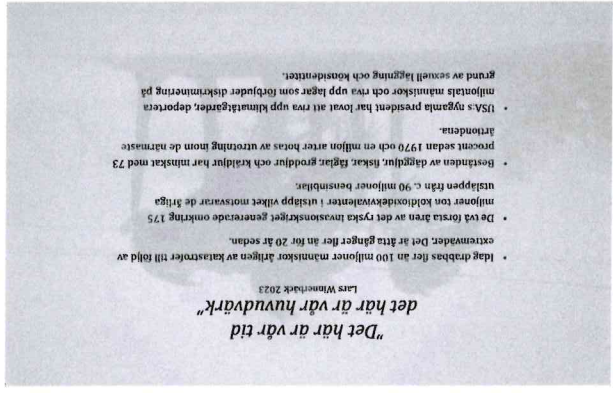 "Det här är vår tid
det här är vår huvudvärk"
Lars Winnerbäck 2023
• Idag drabbas fler än 100 miljoner människor årligen av katastrofer till följd av
extremväder. Det är åtta gånger fler än för 20 år sedan.
• De två första åren av det ryska invasionskriget genererade omkring 175
miljoner ton koldioxidekvivalenter i utsläpp vilket motsvarar de årliga
utsläppen från c. 90 miljoner bensinbilar.
• Bestånden av däggdjur, fiskar, fåglar, groddjur och kräldjur har minskat med 73
procent sedan 1970 och en miljon arter hotas av utrotning inom de närmaste
årtiondena.
• USA:s nygamla president har lovat att riva upp klimatåtgärder, deportera
miljontals människor och riva upp lagar som förbjuder diskriminering på
grund av sexuell läggning och könsidentitet.